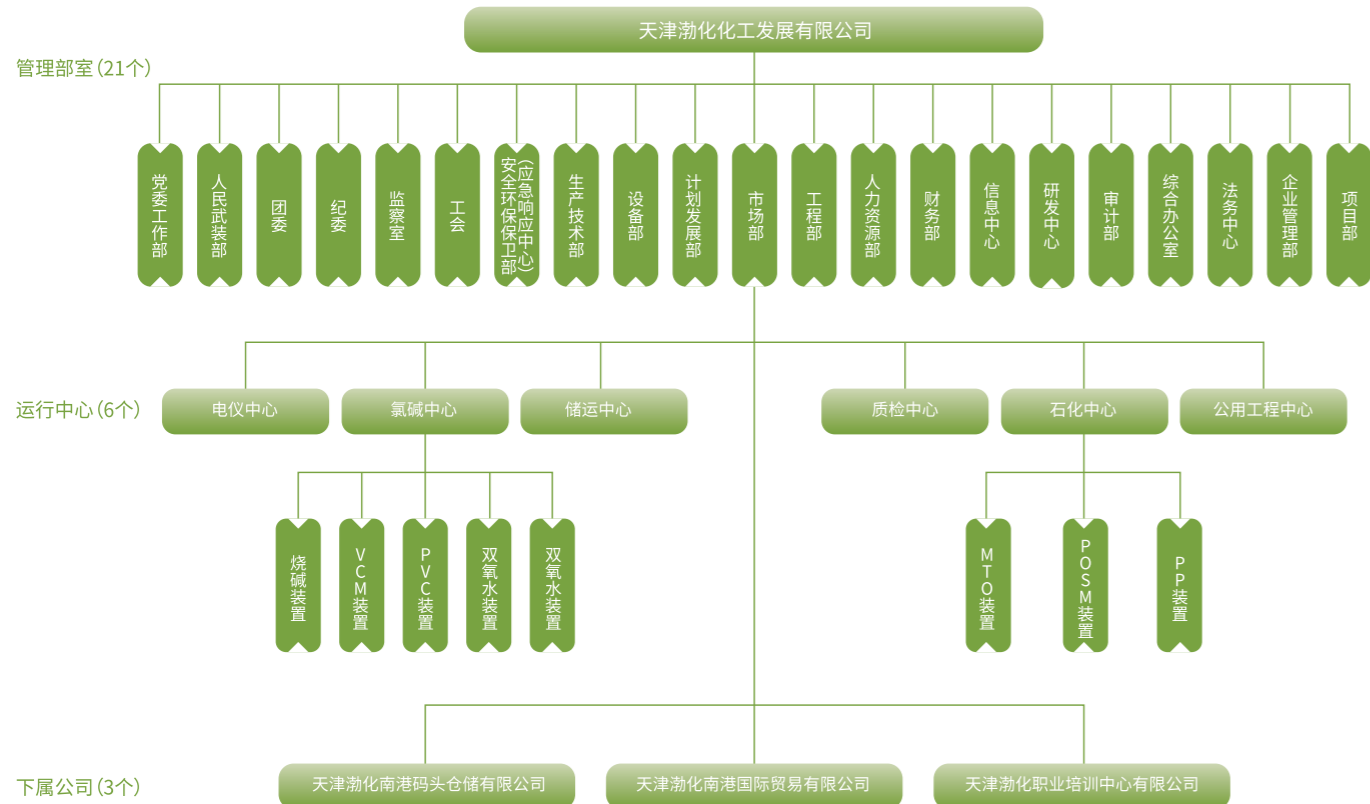 天津渤化化工发展有限公司
管理部室(21个)
党委工作部
人民武装部
团委
纪委
监察室
工会
安全环保保卫部
(应急响应中心)
生产技术部
设备部
计划发展部
市场部
工程部
人力资源部
财务部
信息中心
研发中心
审计部
综合办公室
法务中心
企业管理部
项目部
运行中心(6个)
电仪中心
氯碱中心
储运中心
质检中心
石化中心
公用工程中心
烧碱装置
VCM装置
PVC装置
双氧水装置
双氧水装置
MTO装置
POSM装置
PP装置
下属公司(3个)
天津渤化南港码头仓储有限公司
天津渤化南港国际贸易有限公司
天津渤化职业培训中心有限公司